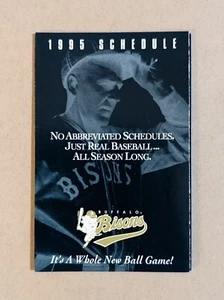 1995 SCHEDULE
NO ABBREVIATED SCHEDULES.
JUST REAL BASEBALL...
ALL SEASON LONG.
BISONS
BUFFALO
Bisons
It's A Whole New Ball Game!